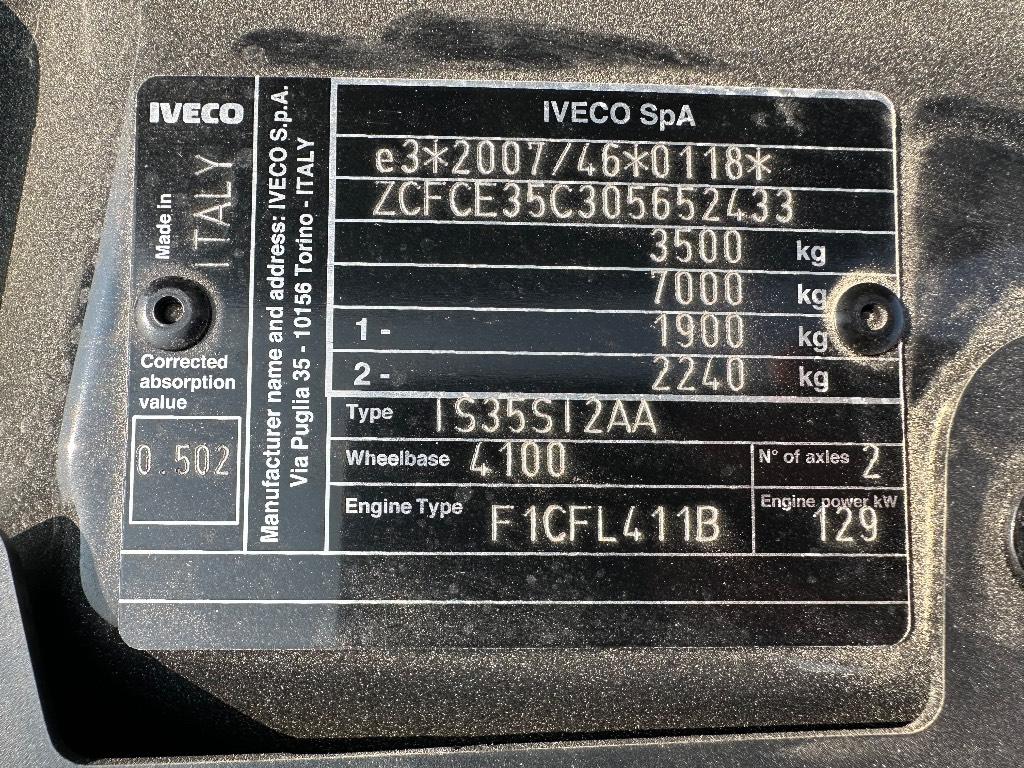 IVECO
Made in
ITALY
Corrected
absorption
value
0.502
Manufacturer name and address: IVECO S.p.A.
Via Puglia 35 - 10156 Torino - ITALY
IVECO SpA
e3*2007/46*0118*
ZCFCE35C305652433
3500 kg
7000 kg
1 - 1900 kg
2 - 2240 kg
Type IS35SI2AA
Wheelbase 4100 N° of axles 2
Engine Type F1CFL411B Engine power kW 129